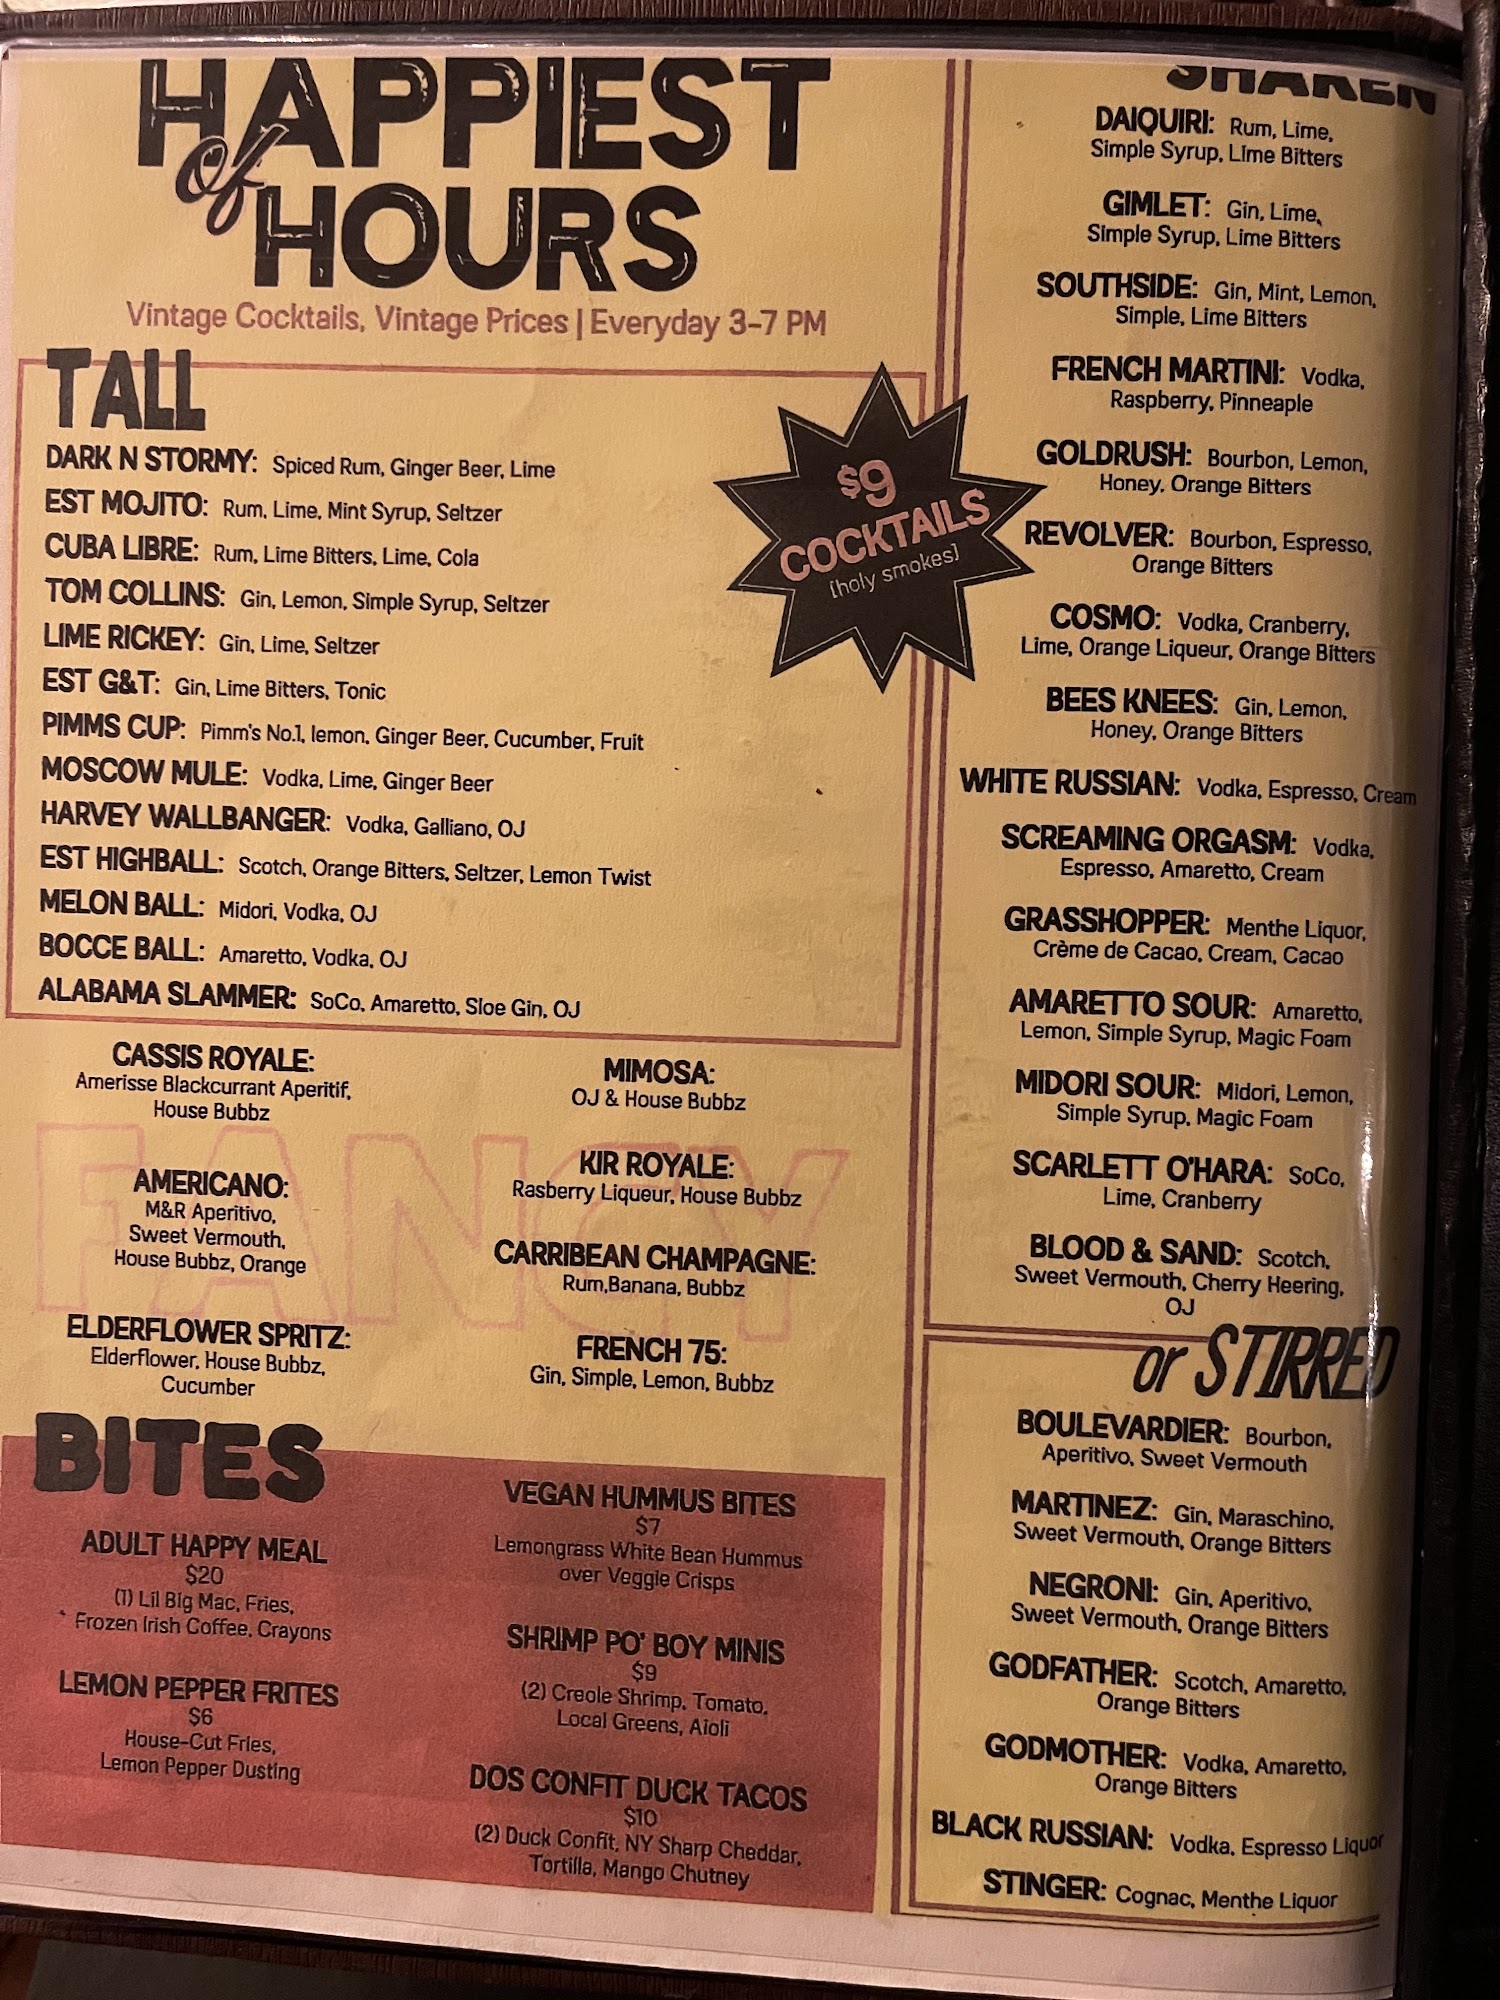 HAPPIEST
of
HOURS
Vintage Cocktails, Vintage Prices | Everyday 3-7 PM
TALL
DARK N STORMY: Spiced Rum, Ginger Beer, Lime
EST MOJITO: Rum, Lime, Mint Syrup, Seltzer
CUBA LIBRE: Rum, Lime Bitters, Lime, Cola
TOM COLLINS: Gin, Lemon, Simple Syrup, Seltzer
LIME RICKEY: Gin, Lime, Seltzer
EST G&T: Gin, Lime Bitters, Tonic
PIMMS CUP: Pimm's No.1, lemon, Ginger Beer, Cucumber, Fruit
MOSCOW MULE: Vodka, Lime, Ginger Beer
HARVEY WALLBANGER: Vodka, Galliano, OJ
EST HIGHBALL: Scotch, Orange Bitters, Seltzer, Lemon Twist
MELON BALL: Midori, Vodka, OJ
BOCCE BALL: Amaretto, Vodka, OJ
ALABAMA SLAMMER: SoCo, Amaretto, Sloe Gin, OJ
$9
COCKTAILS
[holy smokes]
FANCY
CASSIS ROYALE:
Amerisse Blackcurrant Aperitif,
House Bubbz
AMERICANO:
M&R Aperitivo,
Sweet Vermouth,
House Bubbz, Orange
ELDERFLOWER SPRITZ:
Elderflower, House Bubbz,
Cucumber
MIMOSA:
OJ & House Bubbz
KIR ROYALE:
Rasberry Liqueur, House Bubbz
CARRIBEAN CHAMPAGNE:
Rum,Banana, Bubbz
FRENCH 75:
Gin, Simple, Lemon, Bubbz
BITES
ADULT HAPPY MEAL
$20
(1) Lil Big Mac, Fries,
Frozen Irish Coffee, Crayons
LEMON PEPPER FRITES
$6
House-Cut Fries,
Lemon Pepper Dusting
VEGAN HUMMUS BITES
$7
Lemongrass White Bean Hummus
over Veggie Crisps
SHRIMP PO' BOY MINIS
$9
(2) Creole Shrimp, Tomato,
Local Greens, Aioli
DOS CONFIT DUCK TACOS
$10
(2) Duck Confit, NY Sharp Cheddar,
Tortilla, Mango Chutney
SHAKEN
DAIQUIRI: Rum, Lime,
Simple Syrup, Lime Bitters
GIMLET: Gin, Lime,
Simple Syrup, Lime Bitters
SOUTHSIDE: Gin, Mint, Lemon,
Simple, Lime Bitters
FRENCH MARTINI: Vodka,
Raspberry, Pinneaple
GOLDRUSH: Bourbon, Lemon,
Honey, Orange Bitters
REVOLVER: Bourbon, Espresso,
Orange Bitters
COSMO: Vodka, Cranberry,
Lime, Orange Liqueur, Orange Bitters
BEES KNEES: Gin, Lemon,
Honey, Orange Bitters
WHITE RUSSIAN: Vodka, Espresso, Cream
SCREAMING ORGASM: Vodka,
Espresso, Amaretto, Cream
GRASSHOPPER: Menthe Liquor,
Crème de Cacao, Cream, Cacao
AMARETTO SOUR: Amaretto,
Lemon, Simple Syrup, Magic Foam
MIDORI SOUR: Midori, Lemon,
Simple Syrup, Magic Foam
SCARLETT O'HARA: SoCo,
Lime, Cranberry
BLOOD & SAND: Scotch,
Sweet Vermouth, Cherry Heering,
OJ
or STIRRED
BOULEVARDIER: Bourbon,
Aperitivo, Sweet Vermouth
MARTINEZ: Gin, Maraschino,
Sweet Vermouth, Orange Bitters
NEGRONI: Gin, Aperitivo,
Sweet Vermouth, Orange Bitters
GODFATHER: Scotch, Amaretto,
Orange Bitters
GODMOTHER: Vodka, Amaretto,
Orange Bitters
BLACK RUSSIAN: Vodka, Espresso Liquor
STINGER: Cognac, Menthe Liquor